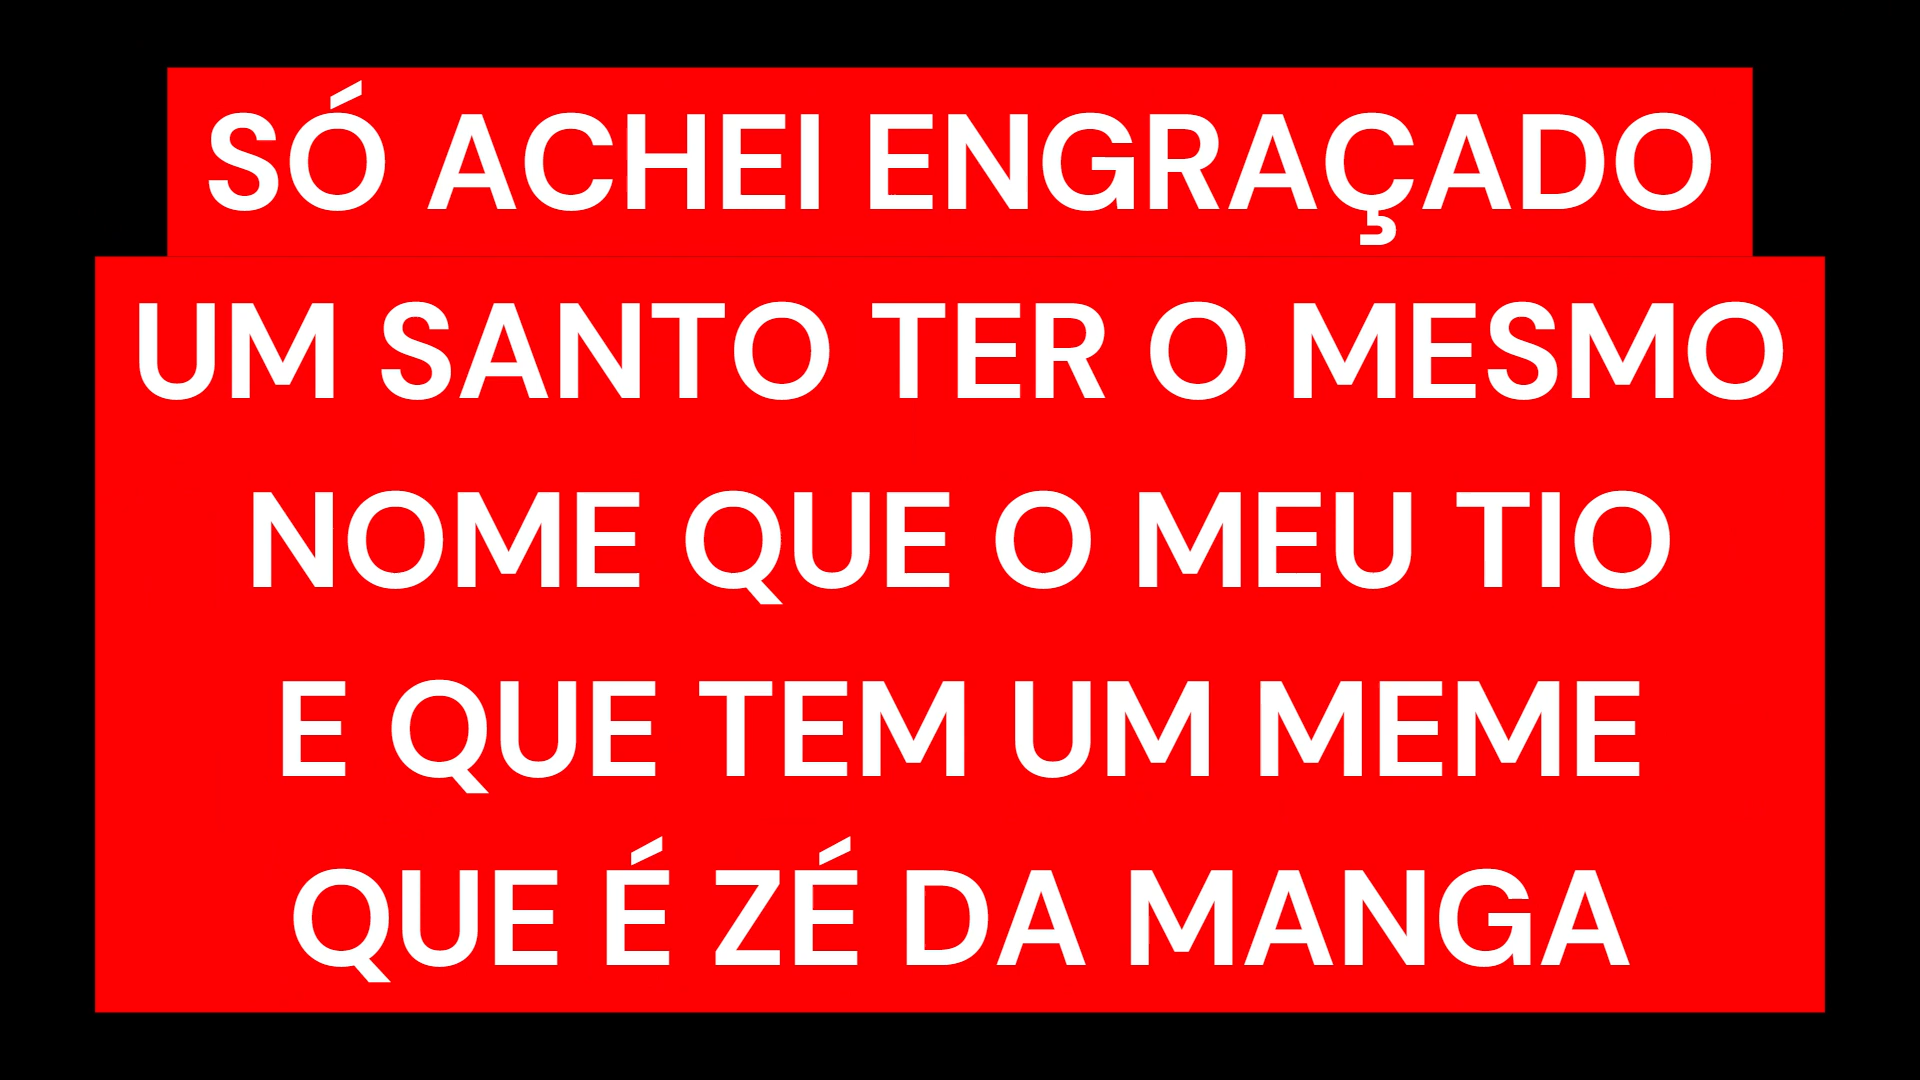 SÓ ACHEI ENGRAÇADO
UM SANTO TER O MESMO
NOME QUE O MEU TIO
E QUE TEM UM MEME
QUE É ZÉ DA MANGA